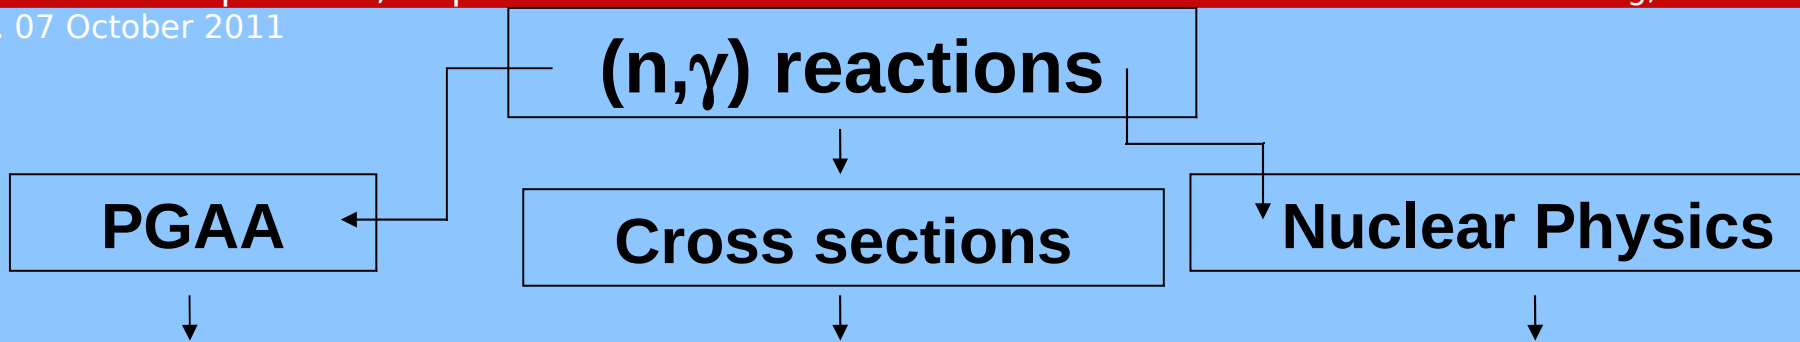 , 07 October 2011
(n,γ) reactions
PGAA
Cross sections
Nuclear Physics